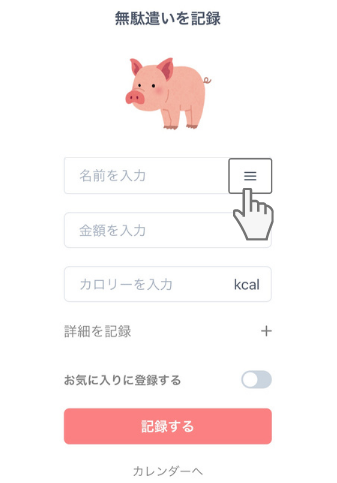 無駄遣いを記録
名前を入力
金額を入力
カロリーを入力 kcal
詳細を記録 +
お気に入りに登録する
記録する
カレンダーへ